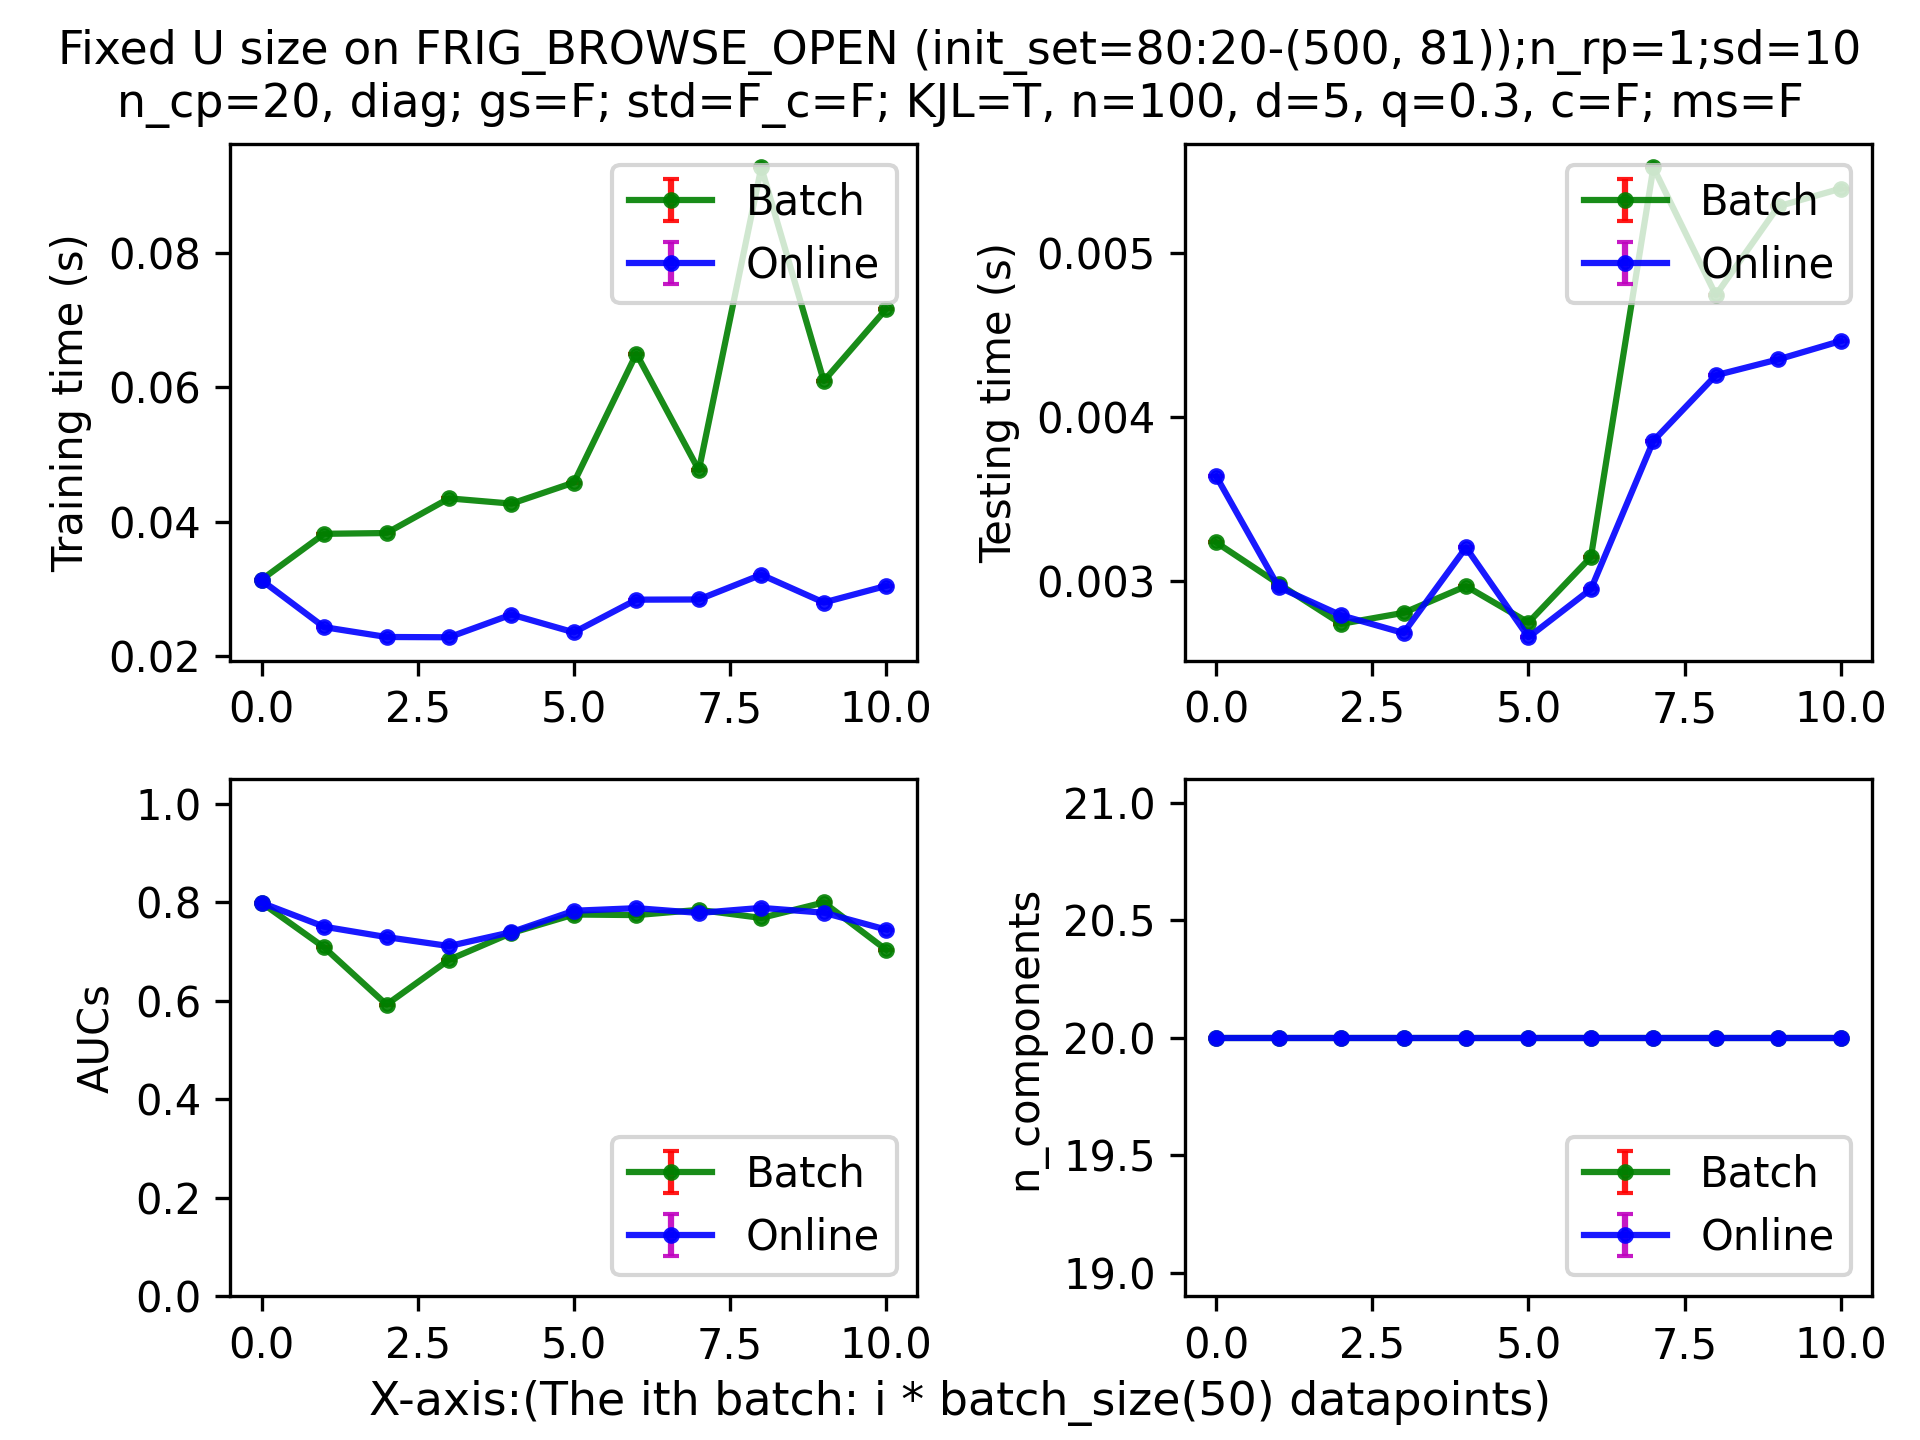 Fixed U size on FRIG_BROWSE_OPEN (init_set=80:20-(500, 81));n_rp=1;sd=10
n_cp=20, diag; gs=F; std=F_c=F; KJL=T, n=100, d=5, q=0.3, c=F; ms=F
Training time (s)
0.08
0.06
0.04
0.02
0.0 2.5 5.0 7.5 10.0
Batch
Online
Testing time (s)
0.005
0.004
0.003
0.0 2.5 5.0 7.5 10.0
Batch
Online
AUCs
1.0
0.8
0.6
0.4
0.2
0.0
0.0 2.5 5.0 7.5 10.0
Batch
Online
n_components
21.0
20.5
20.0
19.5
19.0
0.0 2.5 5.0 7.5 10.0
Batch
Online
X-axis:(The ith batch: i * batch_size(50) datapoints)